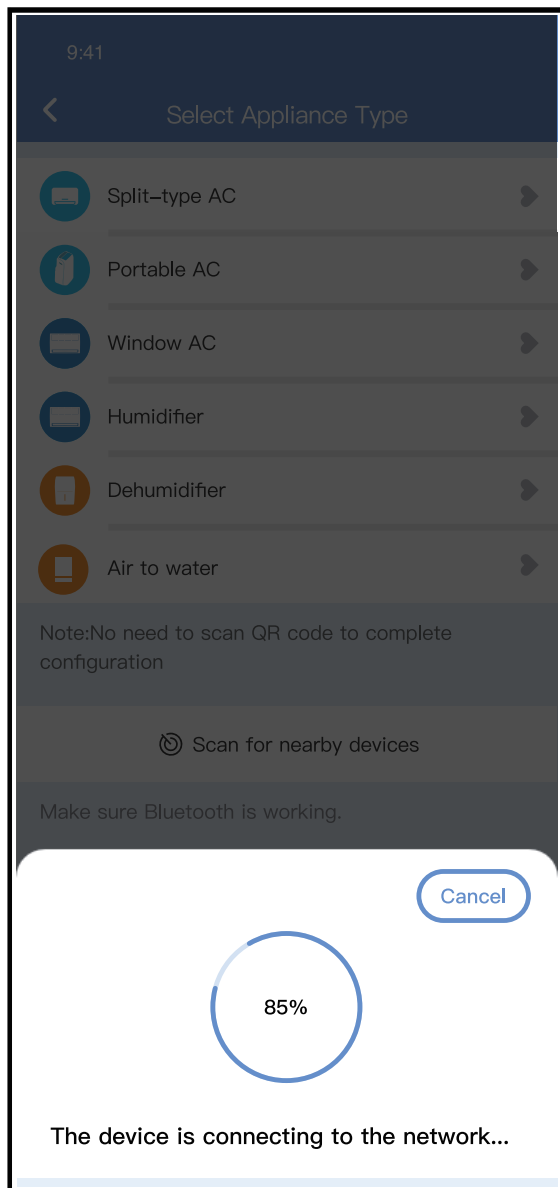 9:41
Select Appliance Type
Split-type AC
Portable AC
Window AC
Humidifier
Dehumidifier
Air to water
Note:No need to scan QR code to complete
configuration
Scan for nearby devices
Make sure Bluetooth is working.
Cancel
85%
The device is connecting to the network...